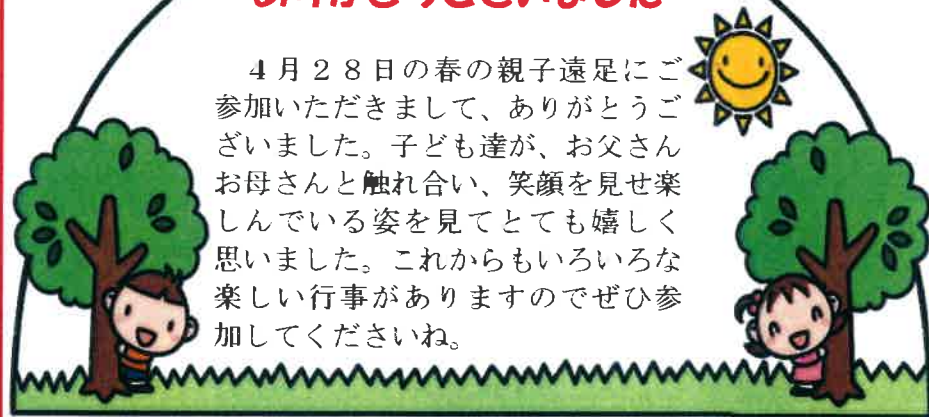 ４月２８日の春の親子遠足にご
参加いただきまして、ありがとうご
ざいました。子ども達が、お父さん
お母さんと触れ合い、笑顔を見せ楽
しんでいる姿を見てとても嬉しく
思いました。これからもいろいろな
楽しい行事がありますのでぜひ参
加してくださいね。